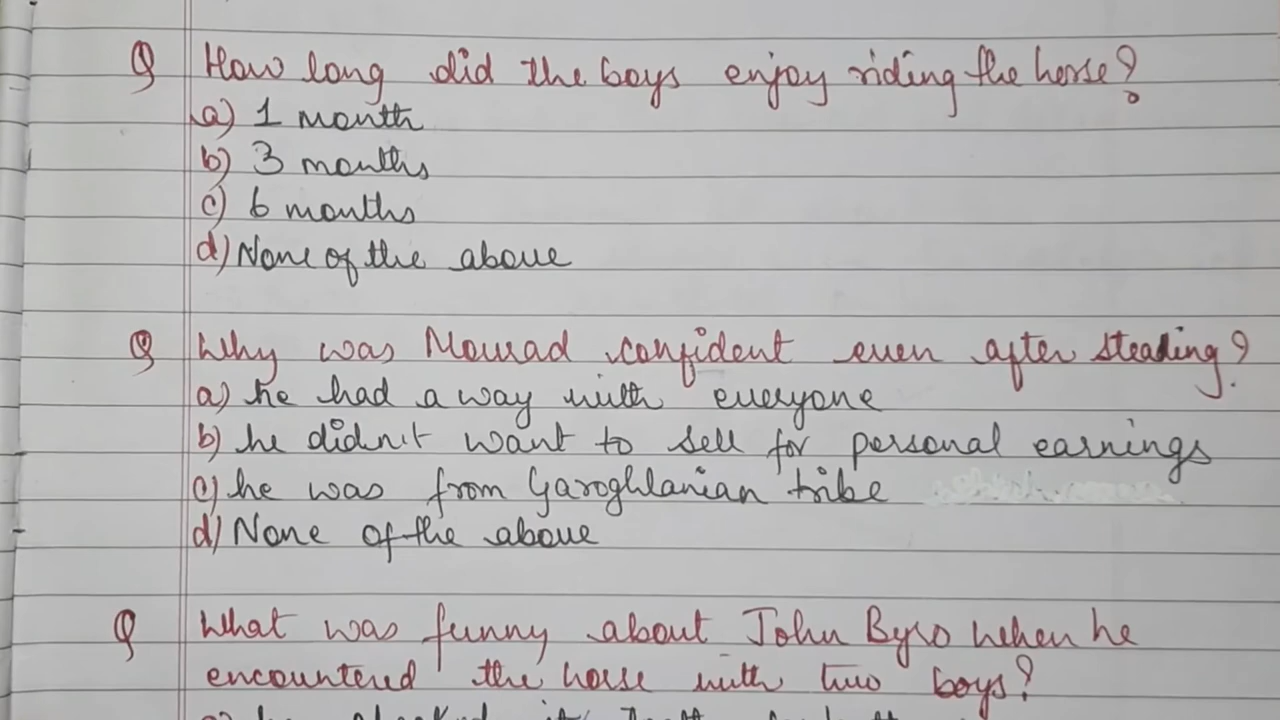 Q How long did the boys enjoy riding the horse?
a) 1 month
b) 3 months
c) 6 months
d) None of the above
Q Why was Mourad confident even after stealing?
a) he had a way with everyone
b) he didn't want to sell for personal earnings
c) he was from Garoghlanian tribe
d) None of the above
Q What was funny about John Byro when he
encountered the horse with two boys?
a) he checked its